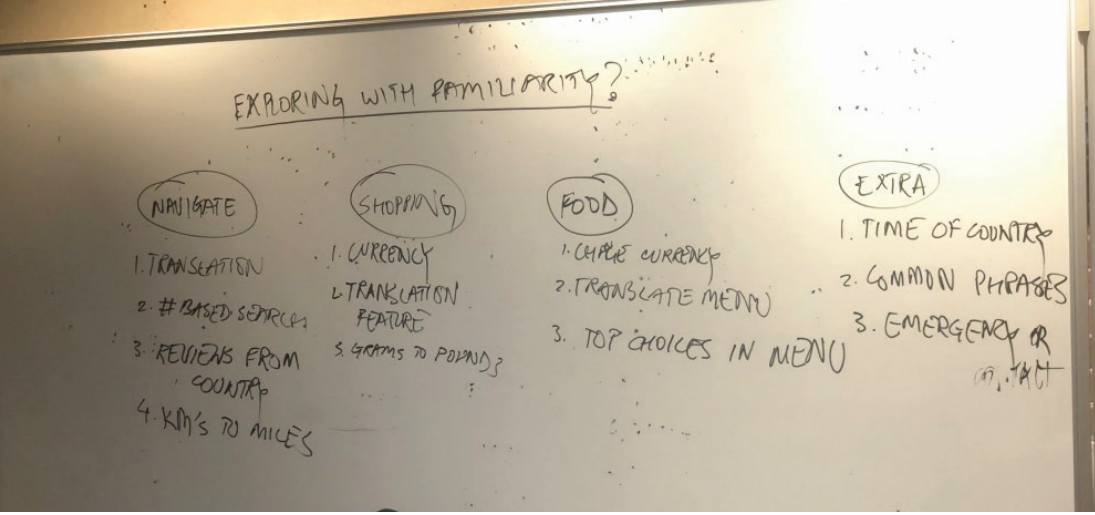 EXPLORING WITH FAMILIARITY?
NAVIGATE
1. TRANSLATION
2. # BASED SEARCH
3. REVIEWS FROM
COUNTRY
4. KM'S TO MILES
SHOPPING
1. CURRENCY
2. TRANSLATION
FEATURE
3. GRAMS TO POUNDS
FOOD
1. CURRENCY
2. TRANSLATE MENU
3. TOP CHOICES IN MENU
EXTRA
1. TIME OF COUNTRY
2. COMMON PHRASES
3. EMERGENCY